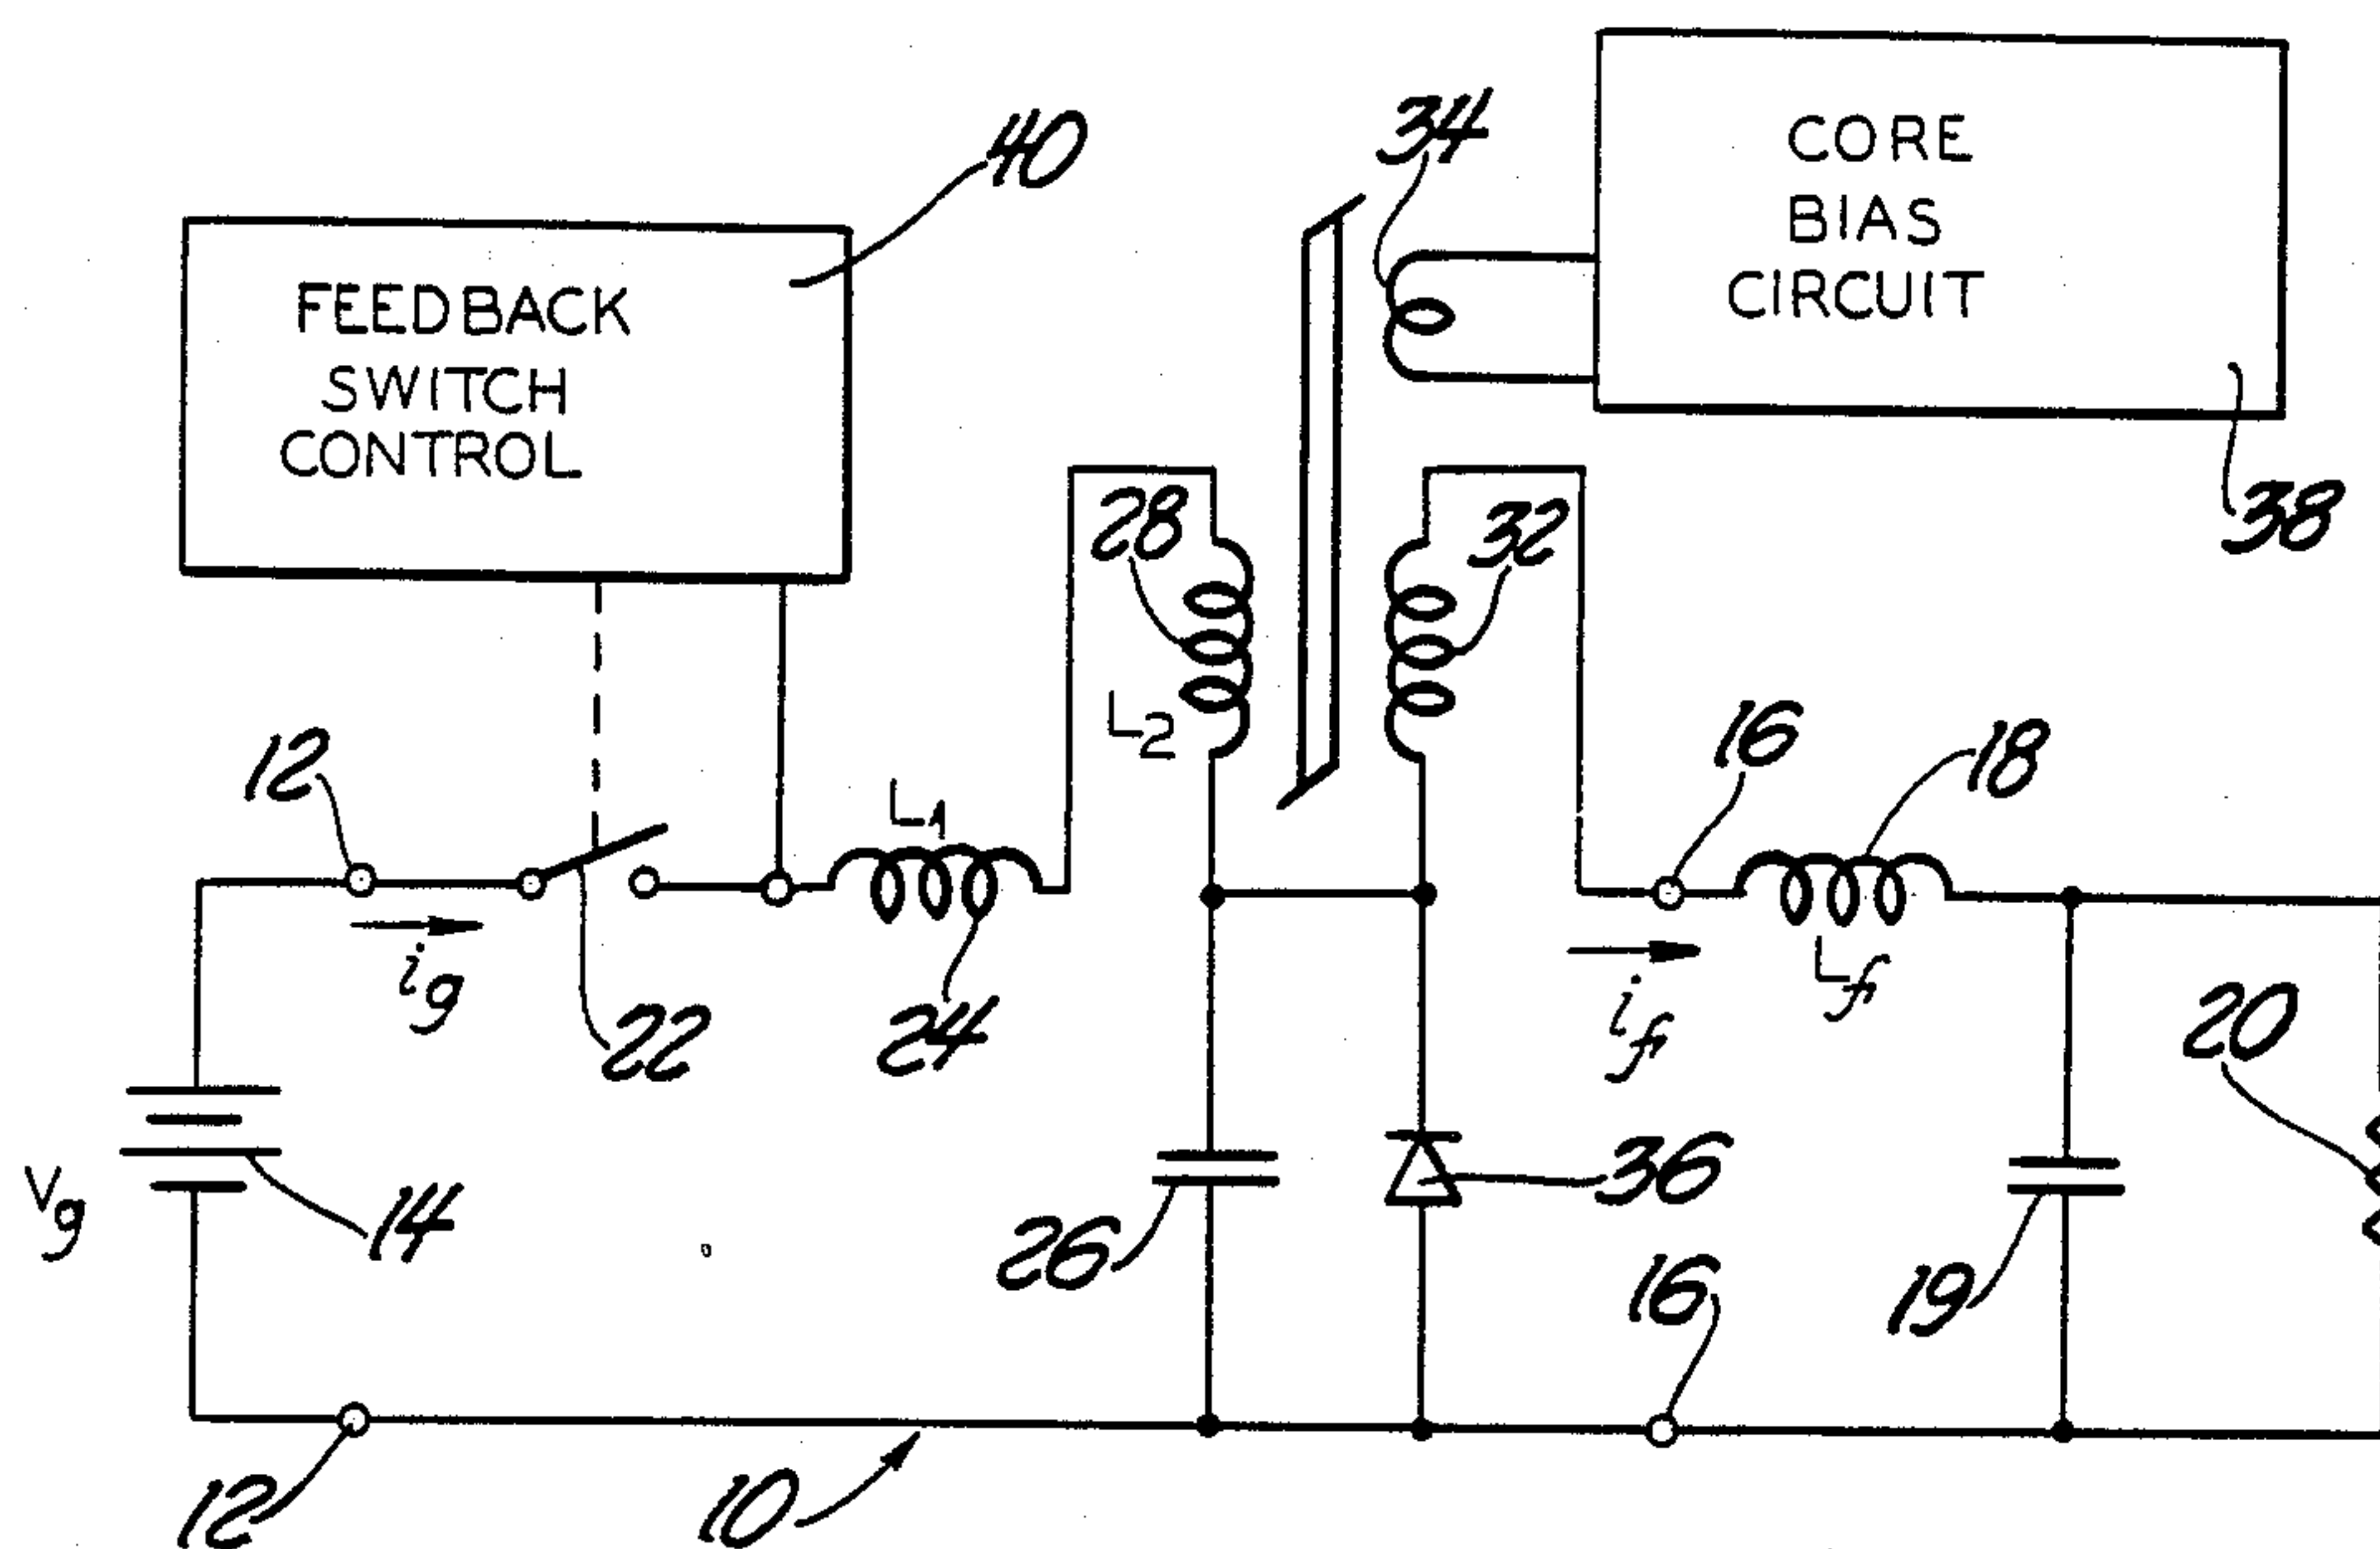 40
FEEDBACK
SWITCH
CONTROL
34
CORE
BIAS
CIRCUIT
38
28
32
L2
12
L1
16
18
ig
22
24
if
Lf
20
Vg
14
26
36
16
19
12
10